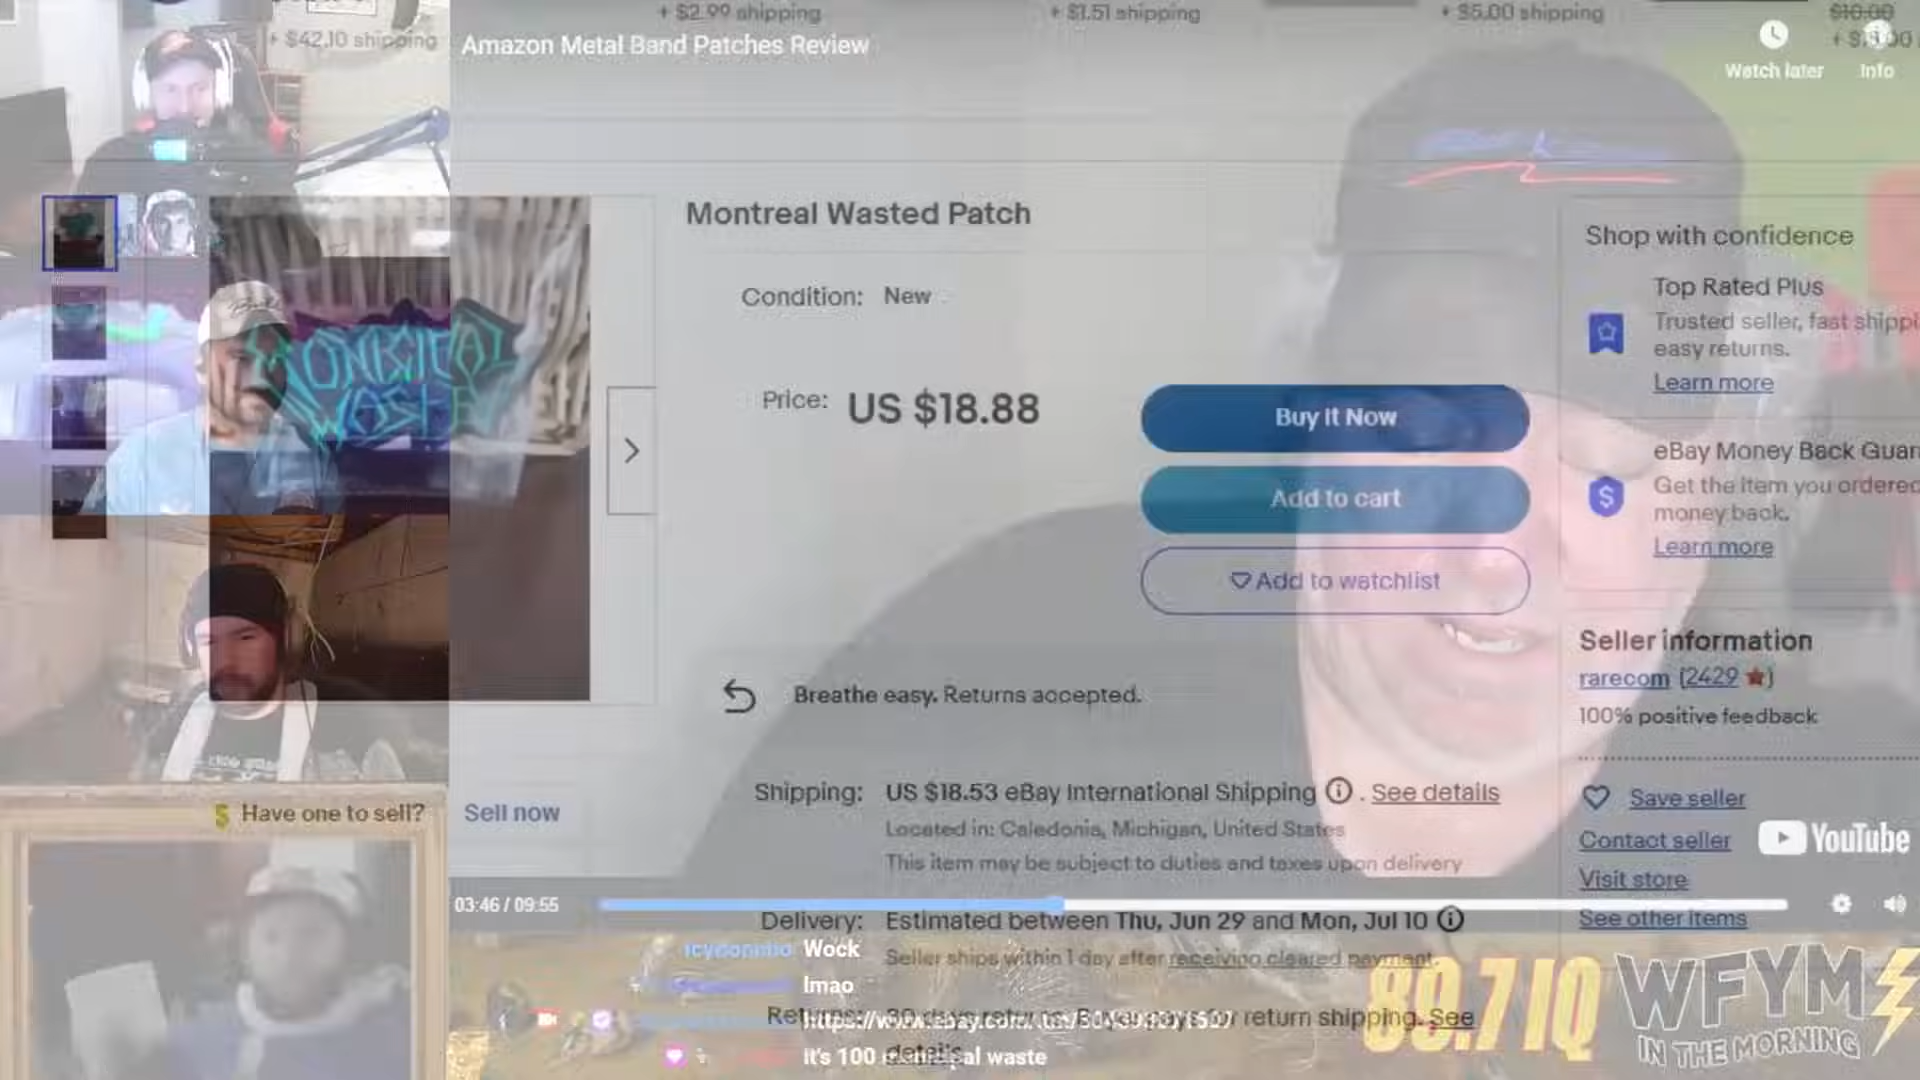 + $2.99 shipping
+ $1.51 shipping
+ $5.00 shipping
$10.00
+ $42.10 shipping
Amazon Metal Band Patches Review
Watch later
Info
Montreal Wasted Patch
Condition: New
Price: US $18.88
Buy It Now
Add to cart
Add to watchlist
Breathe easy. Returns accepted.
Shipping: US $18.53 eBay International Shipping . See details
Located in: Caledonia, Michigan, United States
This item may be subject to duties and taxes upon delivery
Delivery: Estimated between Thu, Jun 29 and Mon, Jul 10
Seller ships within 1 day after receiving cleared payment.
Returns: return shipping. See
details
Shop with confidence
Top Rated Plus
Trusted seller, fast shippi
easy returns.
Learn more
eBay Money Back Guar
Get the item you ordered
money back.
Learn more
Seller information
rarecom (2429 ★)
100% positive feedback
Save seller
Contact seller
Visit store
See other items
YouTube
Have one to sell? Sell now
03:46 / 09:55
Wock
lmao
it's 100 municipal waste
89.7 IQ
WFYM
IN THE MORNING